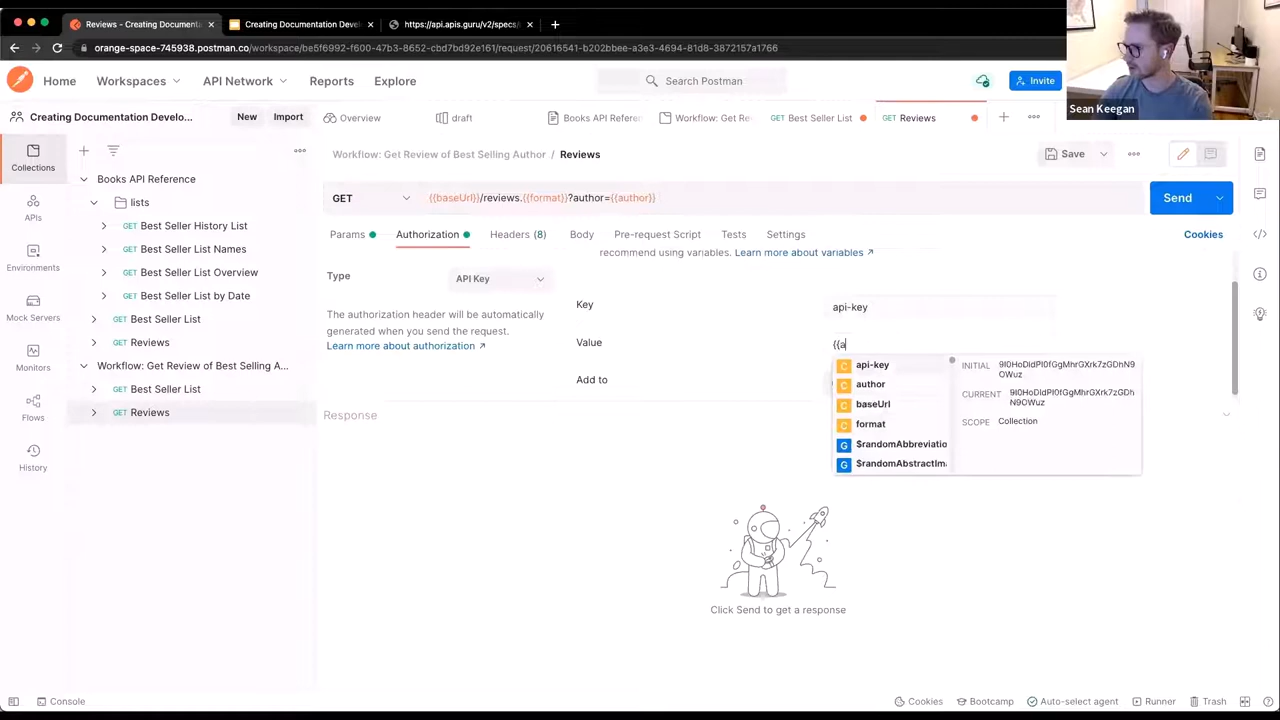 Reviews - Creating Documenta
Creating Documentation Deve
https://api.apis.guru/v2/specs/
orange-space-745938.postman.co/workspace/be5f6992-f600-47b3-8652-cbd7bd92e161/request/20616541-b202bbee-a3e3-4694-81d8-3872157a1766
Sean Keegan
Home
Workspaces
API Network
Reports
Explore
Search Postman
Invite
Creating Documentation Develo...
New
Import
Overview
draft
Books API Referen
Workflow: Get Re
GET Best Seller List
GET Reviews
Collections
APIs
Environments
Mock Servers
Monitors
Flows
History
Books API Reference
lists
GET Best Seller History List
GET Best Seller List Names
GET Best Seller List Overview
GET Best Seller List by Date
GET Best Seller List
GET Reviews
Workflow: Get Review of Best Selling A...
GET Best Seller List
GET Reviews
Workflow: Get Review of Best Selling Author / Reviews
Save
GET
{{baseUrl}}/reviews.{{format}}?author={{author}}
Send
Params
Authorization
Headers (8)
Body
Pre-request Script
Tests
Settings
Cookies
recommend using variables. Learn more about variables ↗
Type
API Key
The authorization header will be automatically
generated when you send the request.
Learn more about authorization ↗
Key
api-key
Value
{{a
Add to
C api-key
C author
C baseUrl
C format
G $randomAbbreviatio
G $randomAbstractIma
INITIAL
CURRENT
SCOPE Collection
Response
Click Send to get a response
Console
Cookies
Bootcamp
Auto-select agent
Runner
Trash